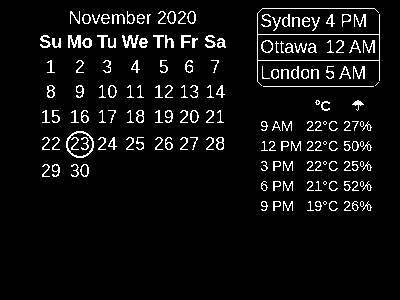 November 2020
Su Mo Tu We Th Fr Sa
1 2 3 4 5 6 7
8 9 10 11 12 13 14
15 16 17 18 19 20 21
22 23 24 25 26 27 28
29 30
Sydney 4 PM
Ottawa 12 AM
London 5 AM
°C ☂
9 AM 22°C 27%
12 PM 22°C 50%
3 PM 22°C 25%
6 PM 21°C 52%
9 PM 19°C 26%